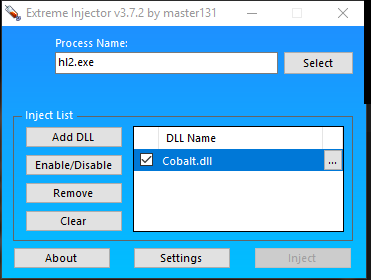 Extreme Injector v3.7.2 by master131
Process Name:
hl2.exe
Select
Inject List
Add DLL
DLL Name
Enable/Disable
Cobalt.dll
...
Remove
Clear
About
Settings
Inject